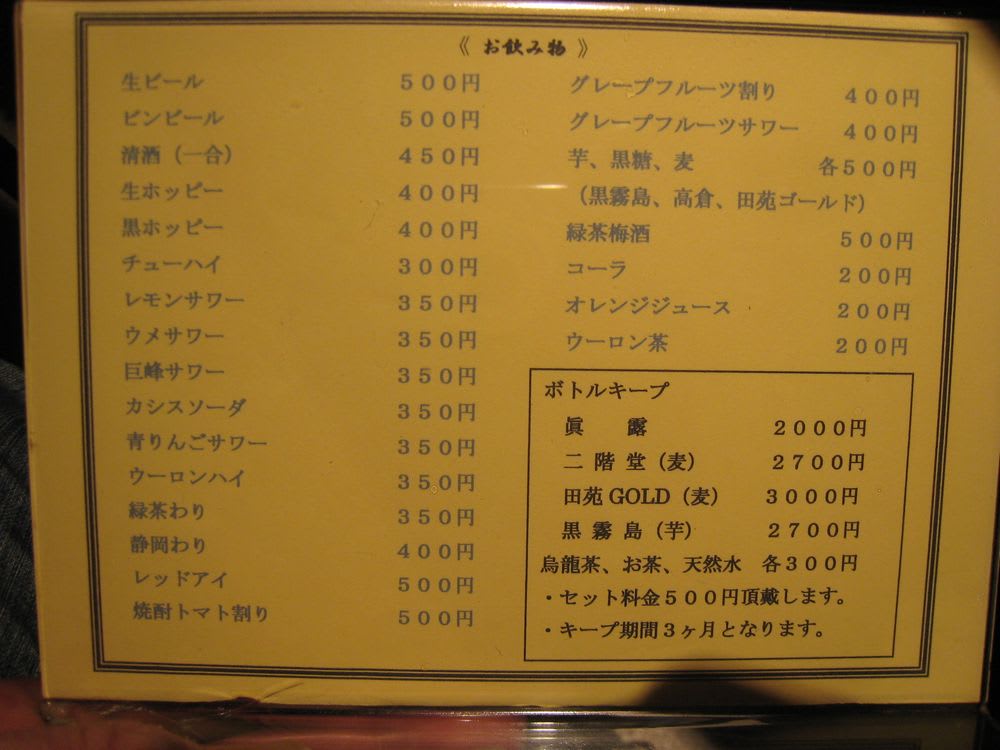 《 お飲み物 》
生ビール 500円
ビンビール 500円
清酒（一合） 450円
生ホッピー 400円
黒ホッピー 400円
チューハイ 300円
レモンサワー 350円
ウメサワー 350円
巨峰サワー 350円
カシスソーダ 350円
青りんごサワー 350円
ウーロンハイ 350円
緑茶わり 350円
静岡わり 400円
レッドアイ 500円
焼酎トマト割り 500円
グレープフルーツ割り 400円
グレープフルーツサワー 400円
芋、黒糖、麦 各500円
（黒霧島、高倉、田苑ゴールド）
緑茶梅酒 500円
コーラ 200円
オレンジジュース 200円
ウーロン茶 200円
ボトルキープ
眞 露 2000円
二 階 堂（麦） 2700円
田苑 GOLD（麦） 3000円
黒 霧 島（芋） 2700円
烏龍茶、お茶、天然水 各300円
・セット料金500円頂戴します。
・キープ期間3ヶ月となります。